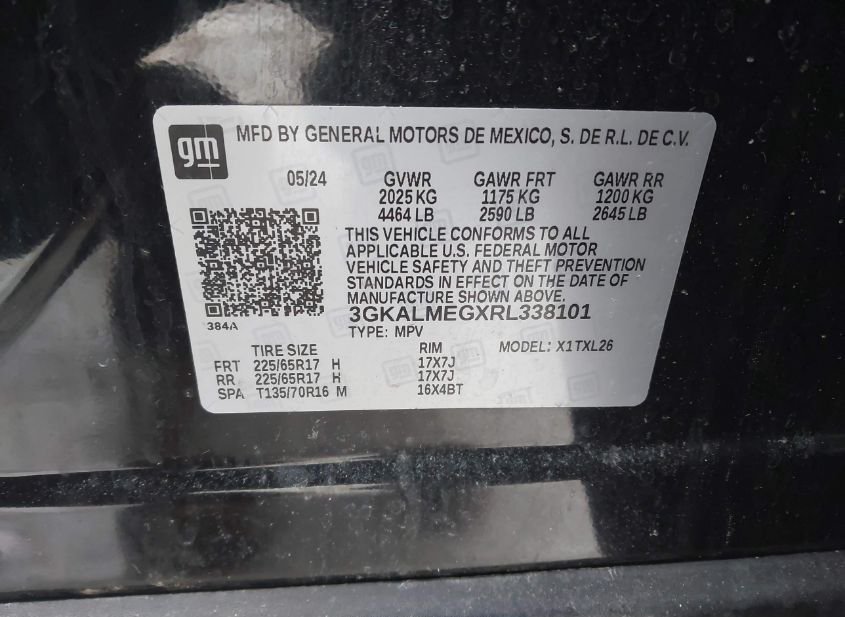 gm MFD BY GENERAL MOTORS DE MEXICO, S. DE R.L. DE C.V.
05/24 GVWR GAWR FRT GAWR RR
2025 KG 1175 KG 1200 KG
4464 LB 2590 LB 2645 LB
THIS VEHICLE CONFORMS TO ALL
APPLICABLE U.S. FEDERAL MOTOR
VEHICLE SAFETY AND THEFT PREVENTION
STANDARDS IN EFFECT ON THE DATE OF
MANUFACTURE SHOWN ABOVE.
3GKALMEGXRL338101
384A TYPE: MPV
TIRE SIZE RIM MODEL: X1TXL26
FRT 225/65R17 H 17X7J
RR 225/65R17 H 17X7J
SPA T135/70R16 M 16X4BT